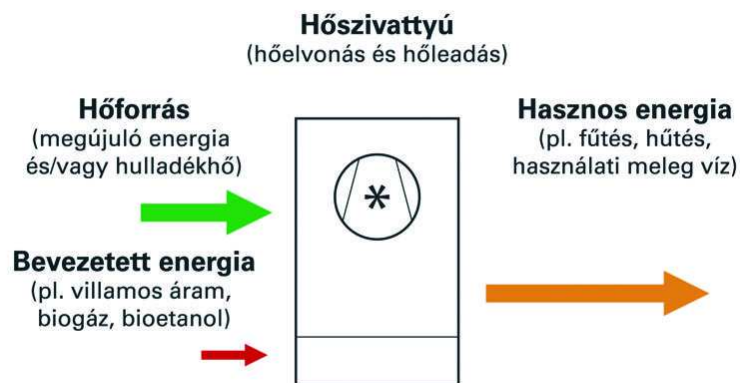 Hőszivattyú
(hőelvonás és hőleadás)
Hőforrás
(megújuló energia
és/vagy hulladékhő)
Bevezetett energia
(pl. villamos áram,
biogáz, bioetanol)
*
Hasznos energia
(pl. fűtés, hűtés,
használati meleg víz)